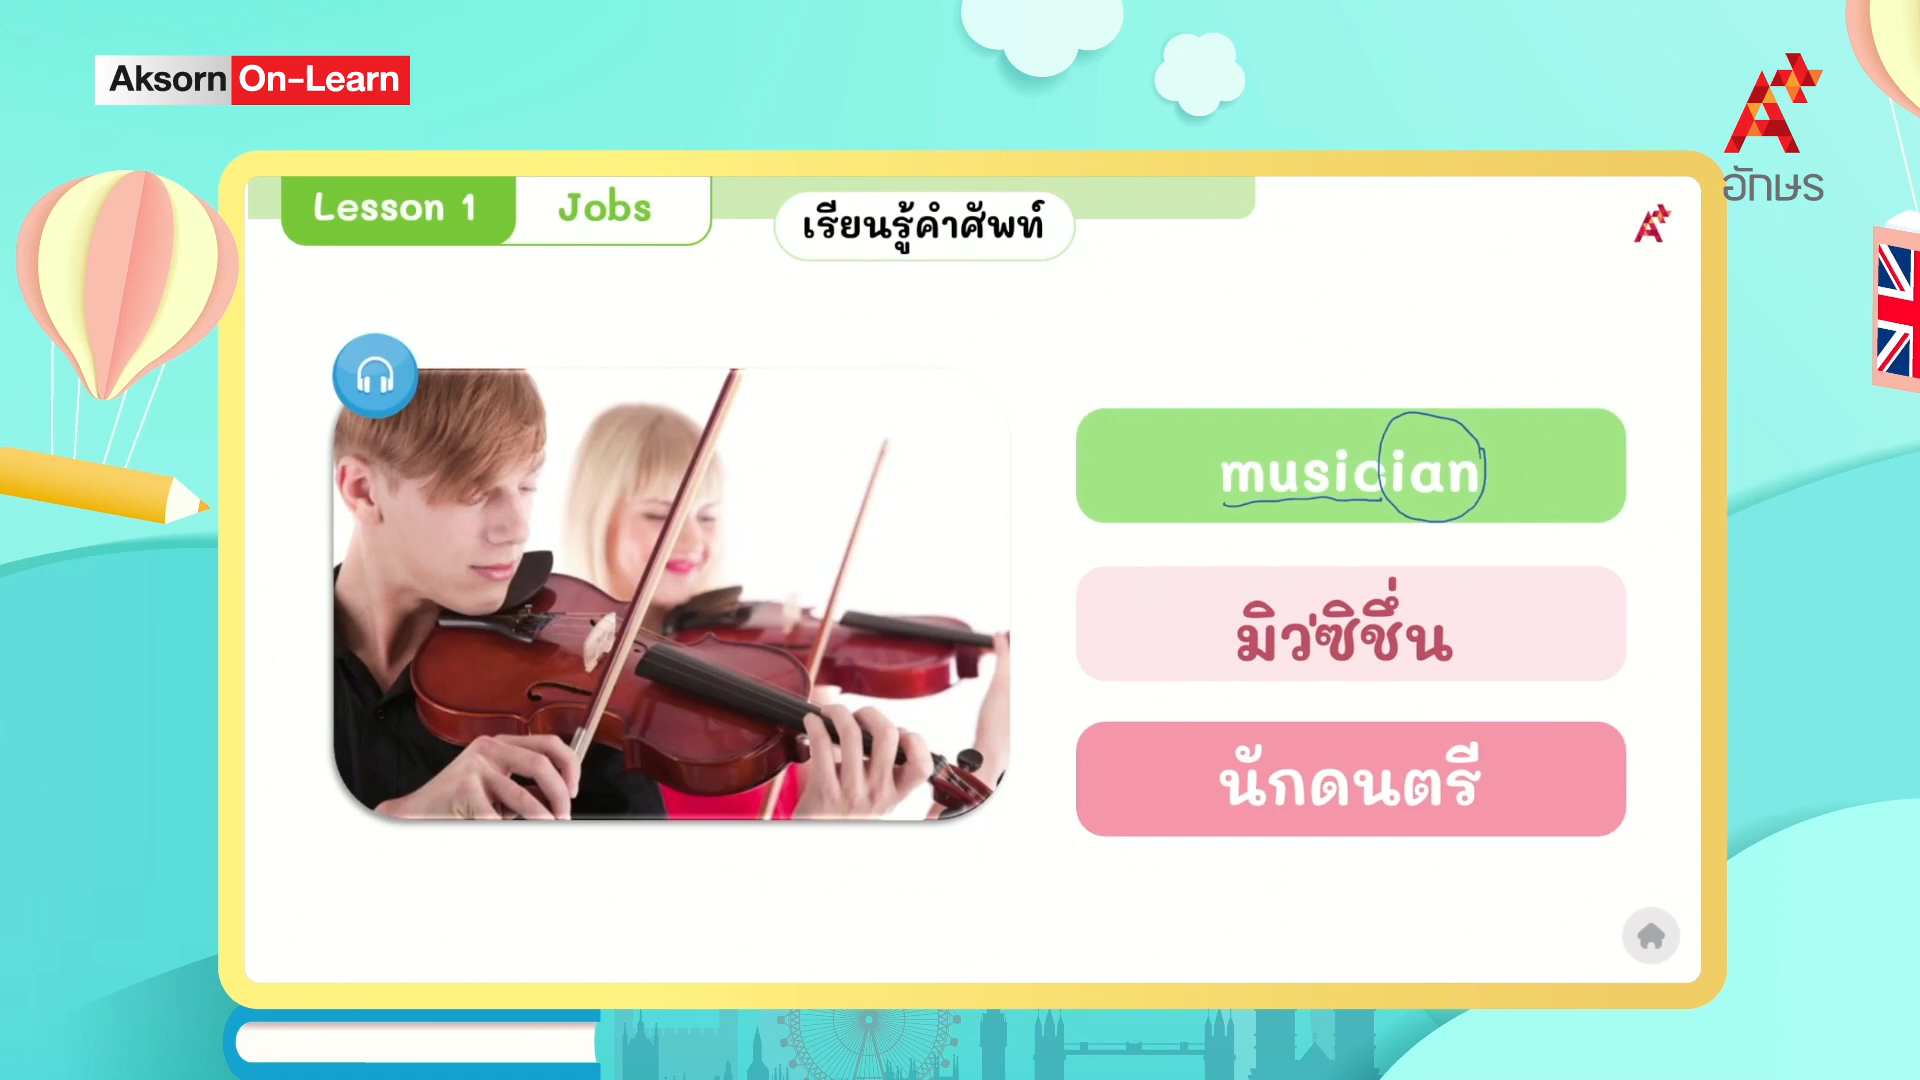 Aksorn On-Learn
อักษร
Lesson 1 Jobs
เรียนรู้คำศัพท์
musician
มิวซิชึ่น
นักดนตรี